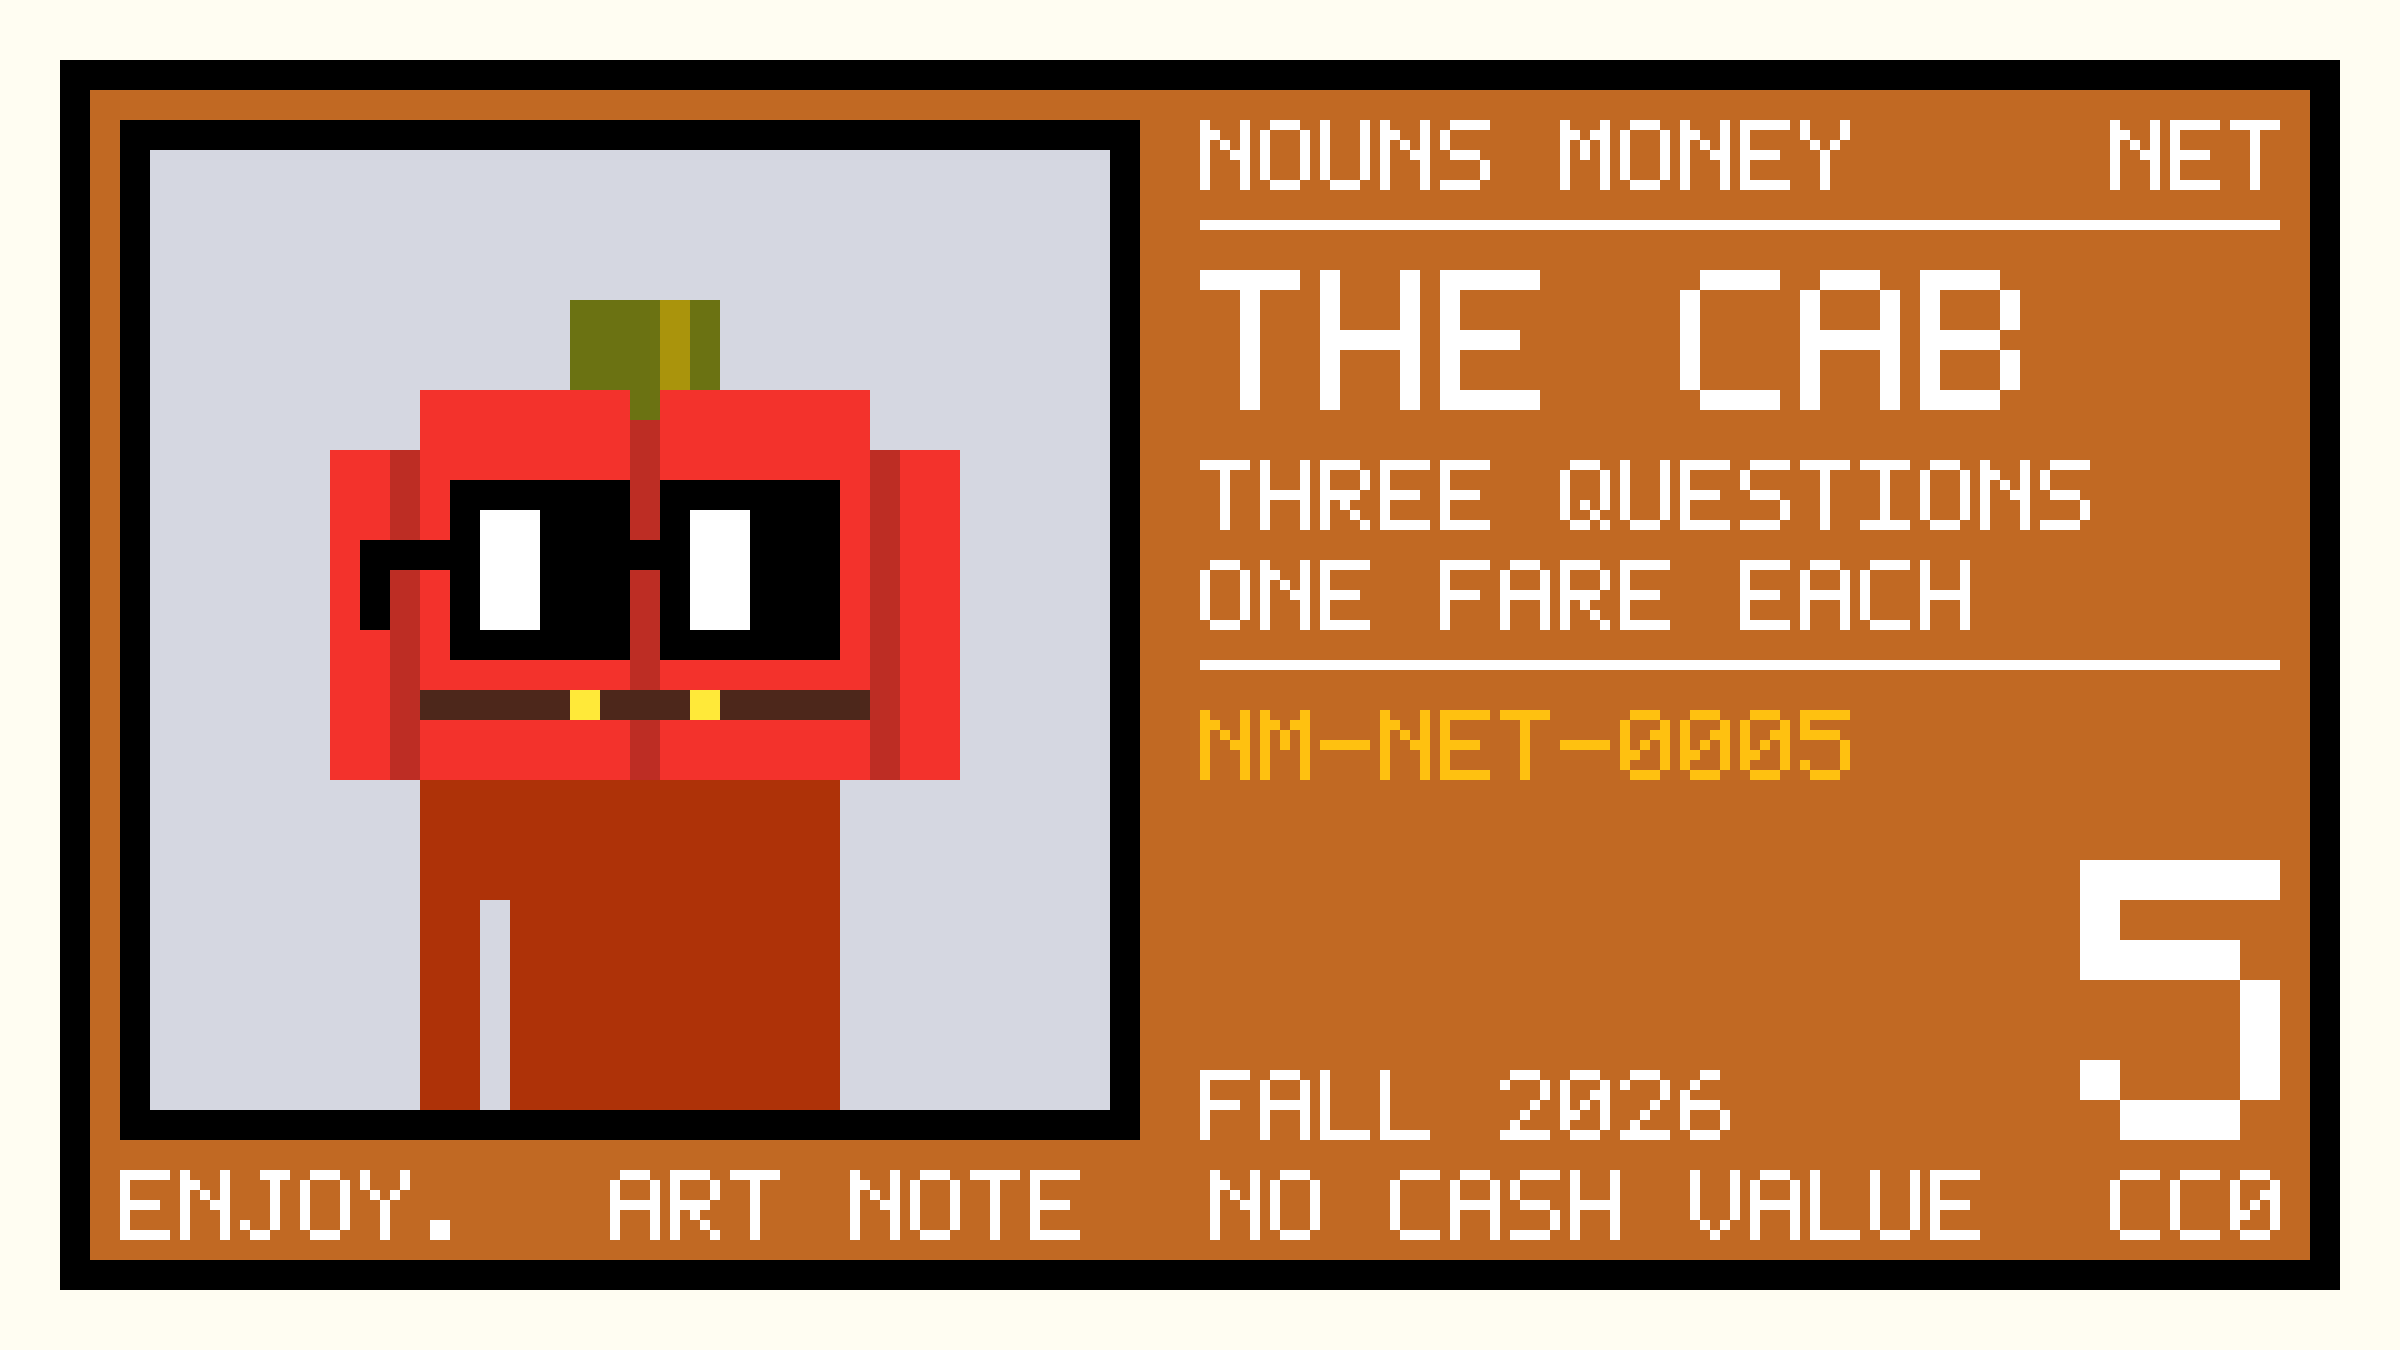 NOUNS MONEY NET
THE CAB
THREE QUESTIONS
ONE FARE EACH
NM-NET-0005
5
FALL 2026
ENJOY. ART NOTE NO CASH VALUE CC0